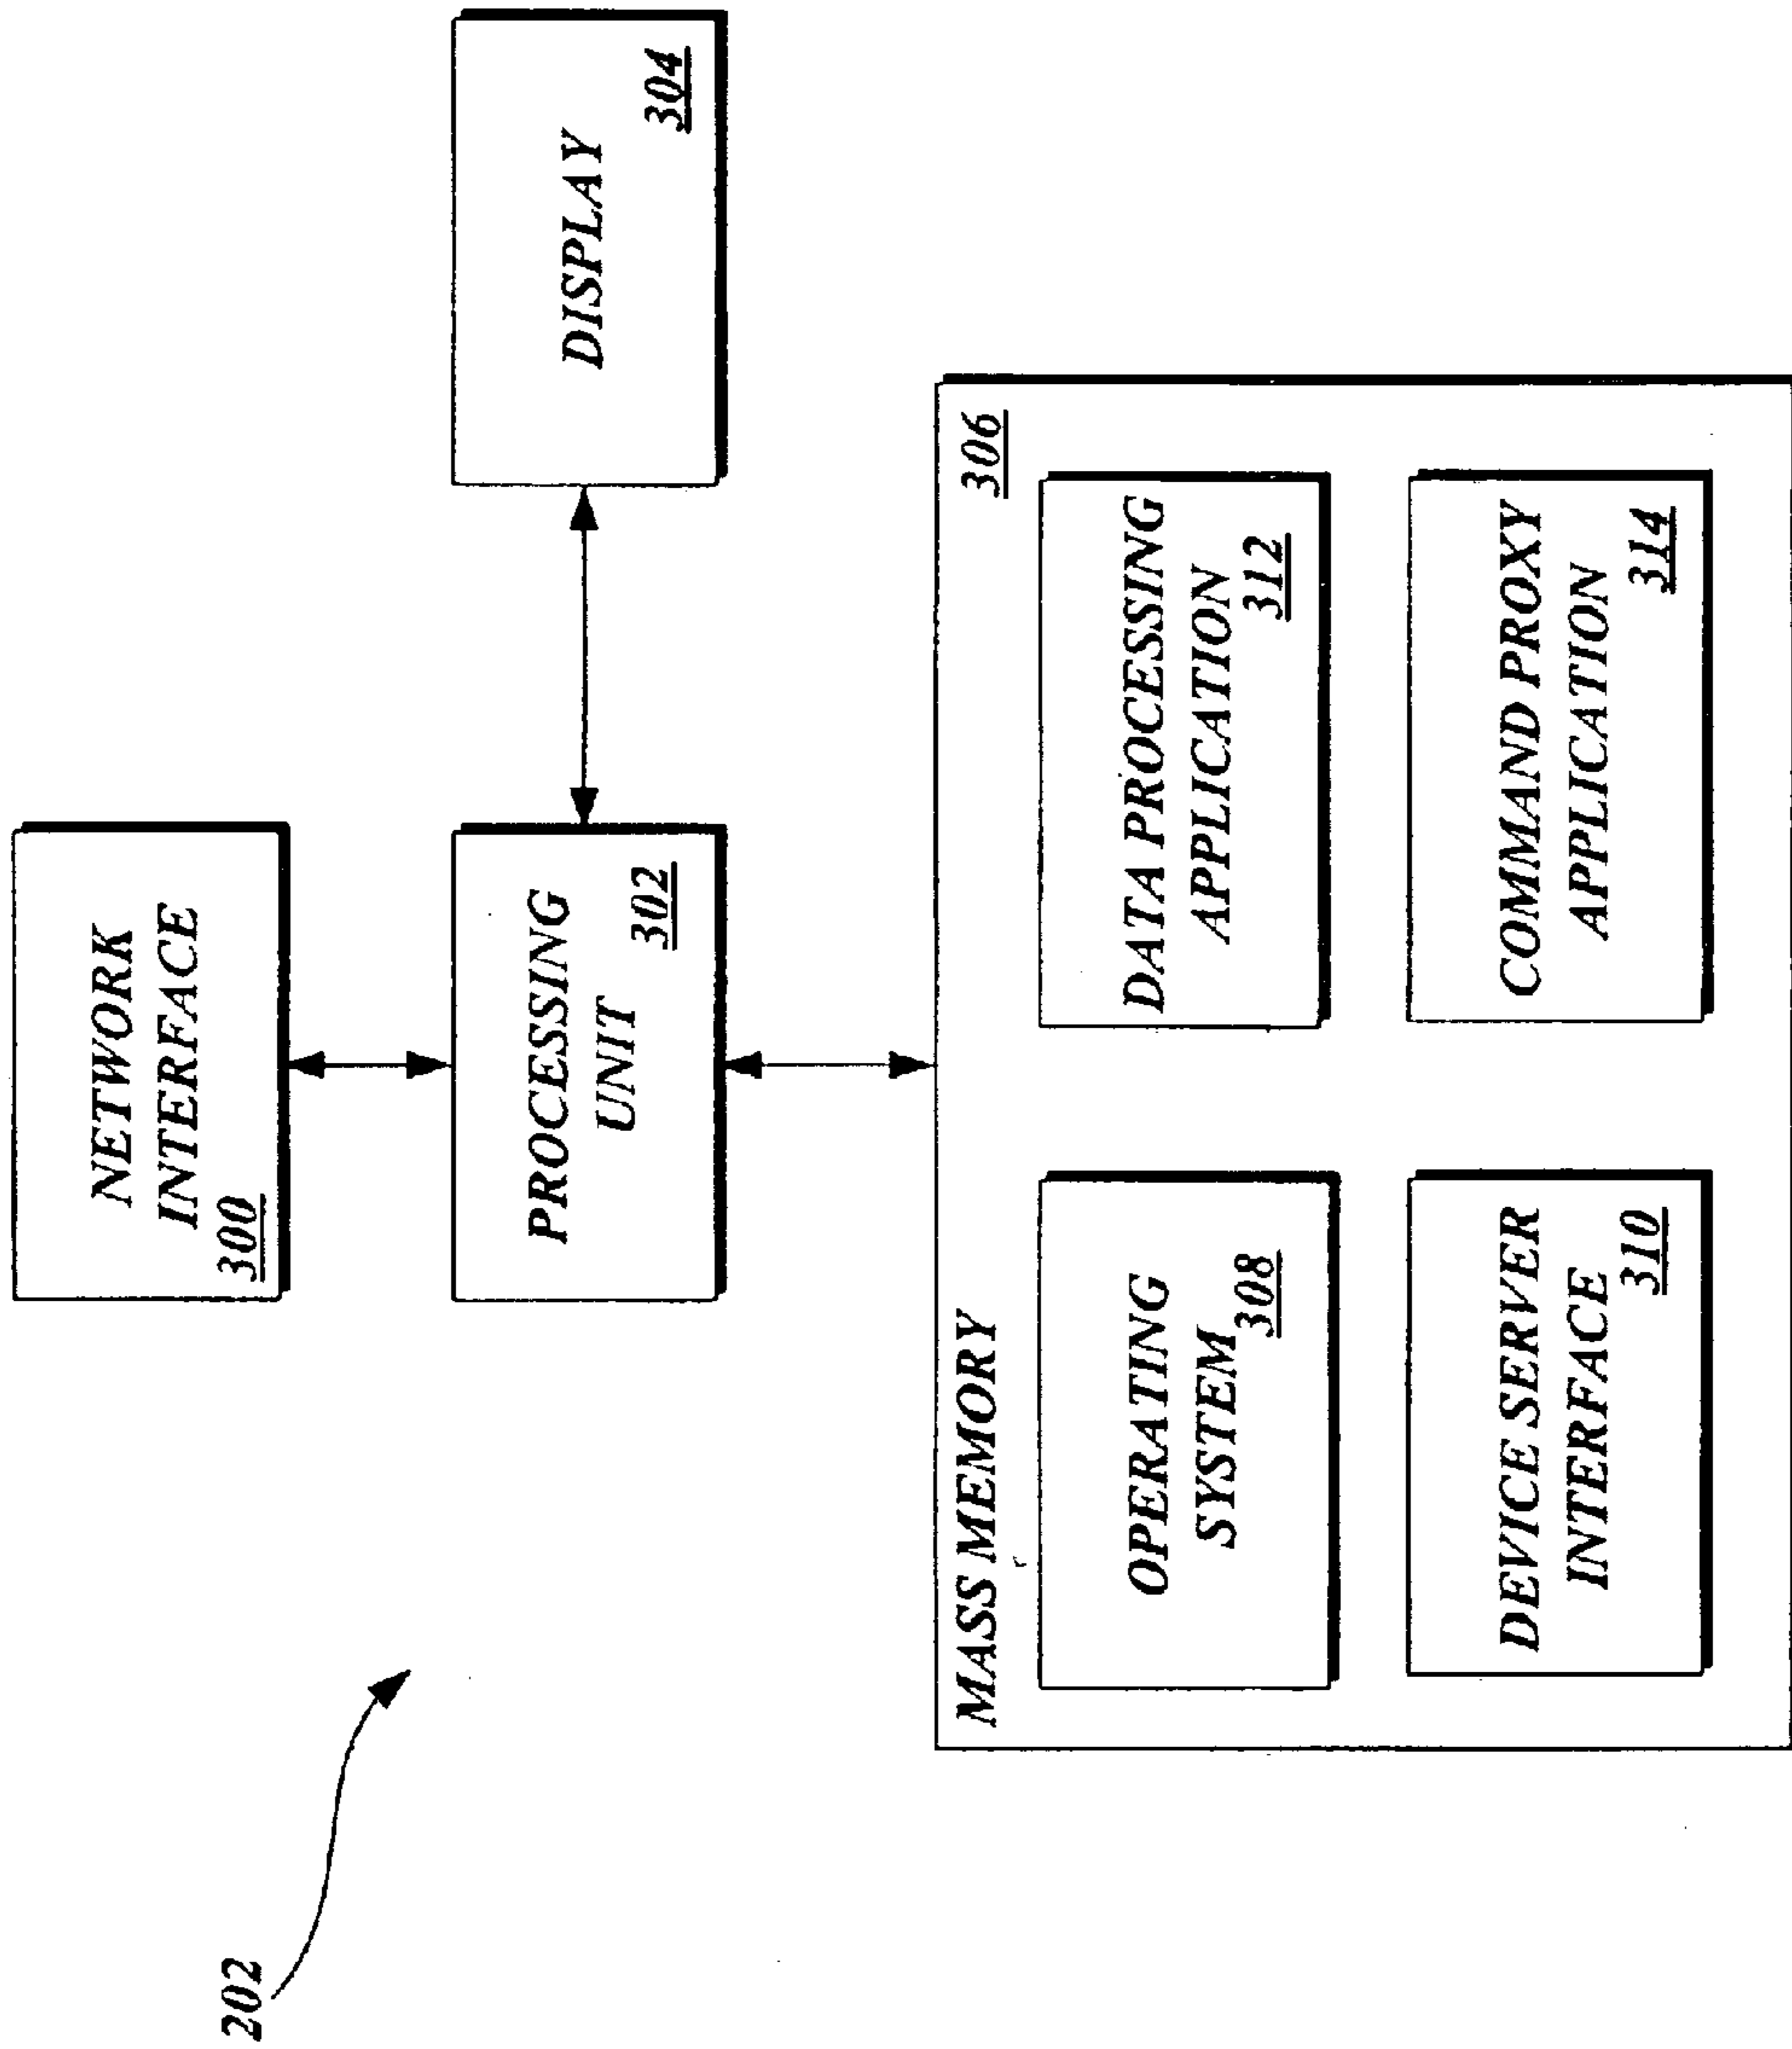 202
NETWORK
INTERFACE
300
PROCESSING
UNIT
302
DISPLAY
304
MASS MEMORY
306
OPERATING
SYSTEM
308
DATA PROCESSING
APPLICATION
312
DEVICE SERVER
INTERFACE
310
COMMAND PROXY
APPLICATION
314